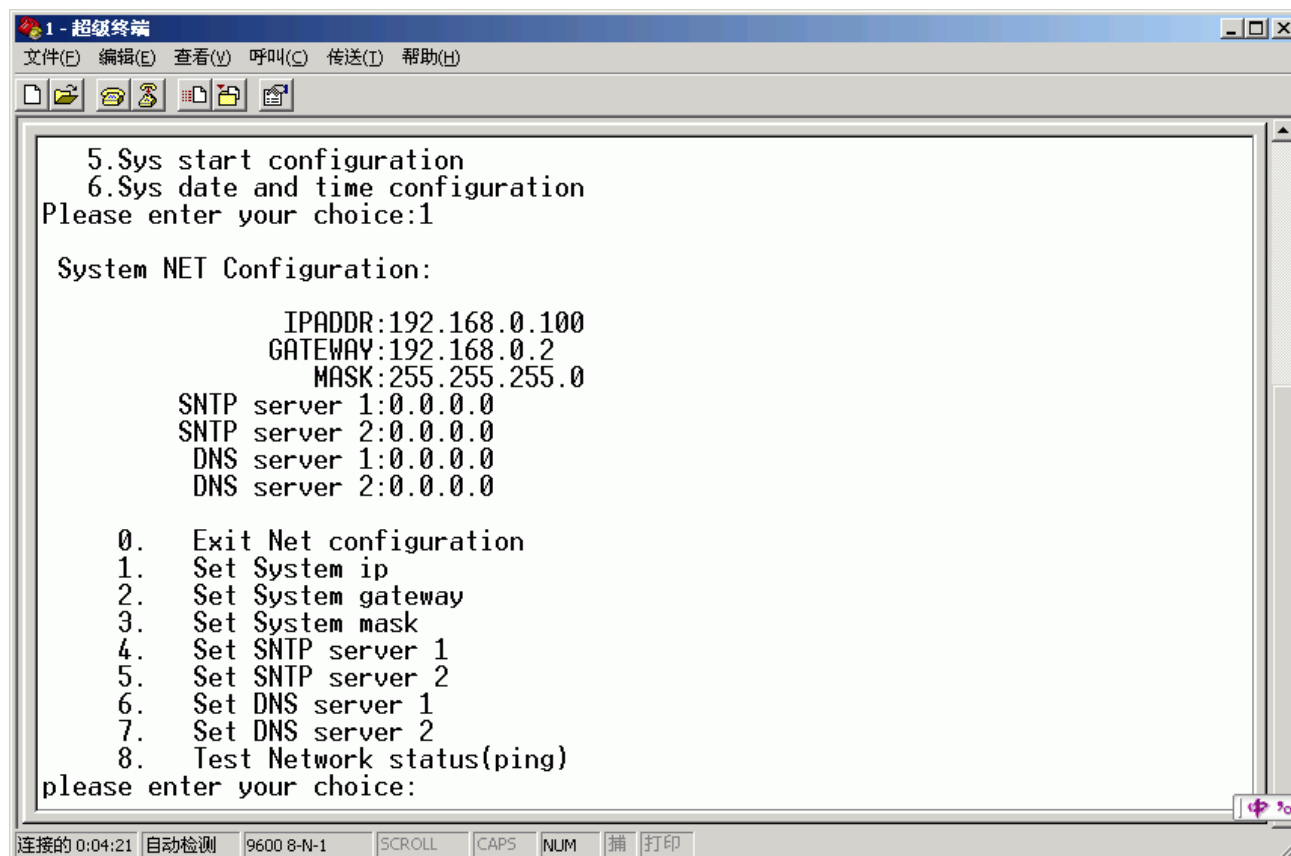 1 - 超级终端
文件(F) 编辑(E) 查看(V) 呼叫(C) 传送(T) 帮助(H)
5.Sys start configuration
6.Sys date and time configuration
Please enter your choice:1
System NET Configuration:
IPADDR:192.168.0.100
GATEWAY:192.168.0.2
MASK:255.255.255.0
SNTP server 1:0.0.0.0
SNTP server 2:0.0.0.0
DNS server 1:0.0.0.0
DNS server 2:0.0.0.0
0. Exit Net configuration
1. Set System ip
2. Set System gateway
3. Set System mask
4. Set SNTP server 1
5. Set SNTP server 2
6. Set DNS server 1
7. Set DNS server 2
8. Test Network status(ping)
please enter your choice:
中
连接的 0:04:21 自动检测 9600 8-N-1 SCROLL CAPS NUM 捕 打印